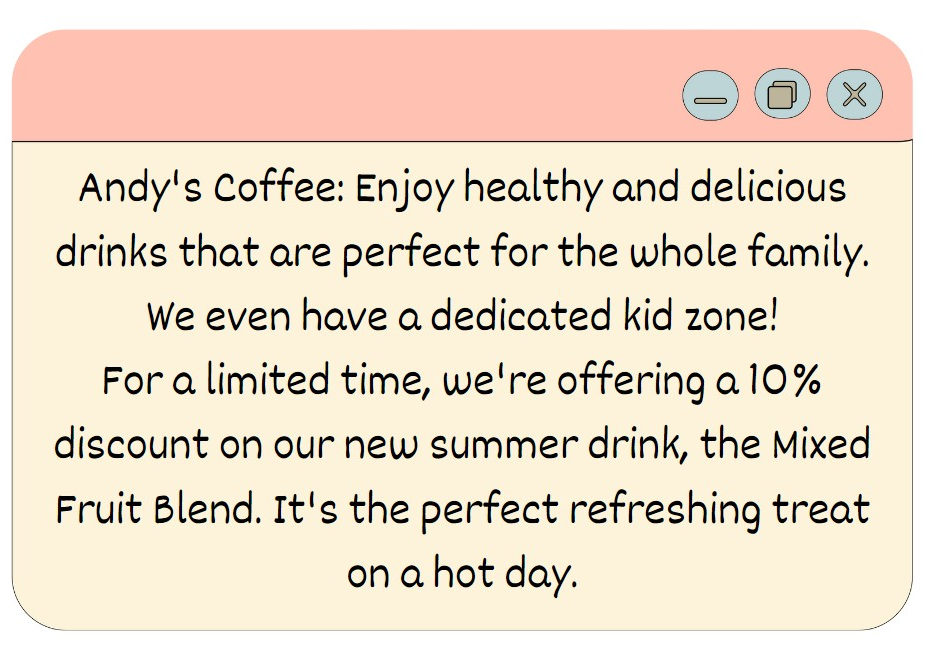 Andy's Coffee: Enjoy healthy and delicious
drinks that are perfect for the whole family.
We even have a dedicated kid zone!
For a limited time, we're offering a 10%
discount on our new summer drink, the Mixed
Fruit Blend. It's the perfect refreshing treat
on a hot day.